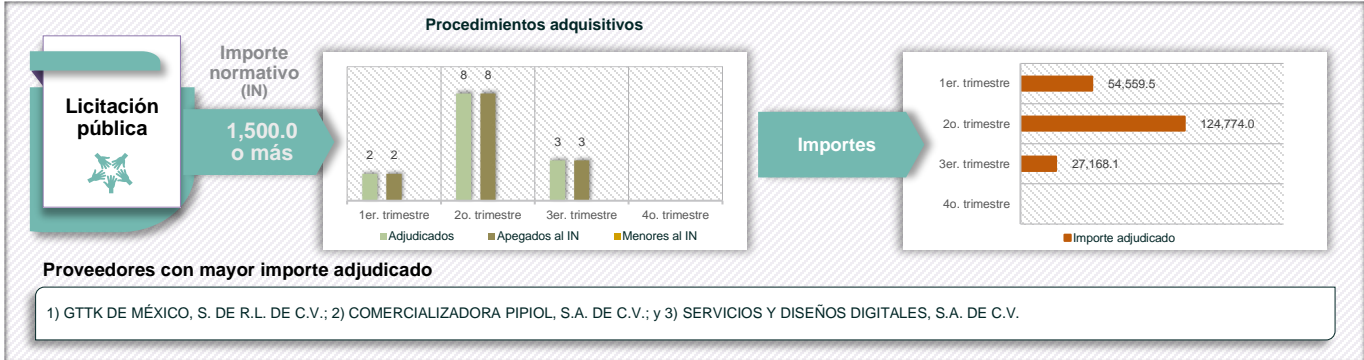 Procedimientos adquisitivos
Licitación
pública
Importe
normativo
(IN)
1,500.0
o más
8 8
3 3
2 2
1er. trimestre 2o. trimestre 3er. trimestre 4o. trimestre
Adjudicados Apegados al IN Menores al IN
Importes
1er. trimestre 54,559.5
2o. trimestre 124,774.0
3er. trimestre 27,168.1
4o. trimestre
Importe adjudicado
Proveedores con mayor importe adjudicado
1) GTTK DE MÉXICO, S. DE R.L. DE C.V.; 2) COMERCIALIZADORA PIPIOL, S.A. DE C.V.; y 3) SERVICIOS Y DISEÑOS DIGITALES, S.A. DE C.V.